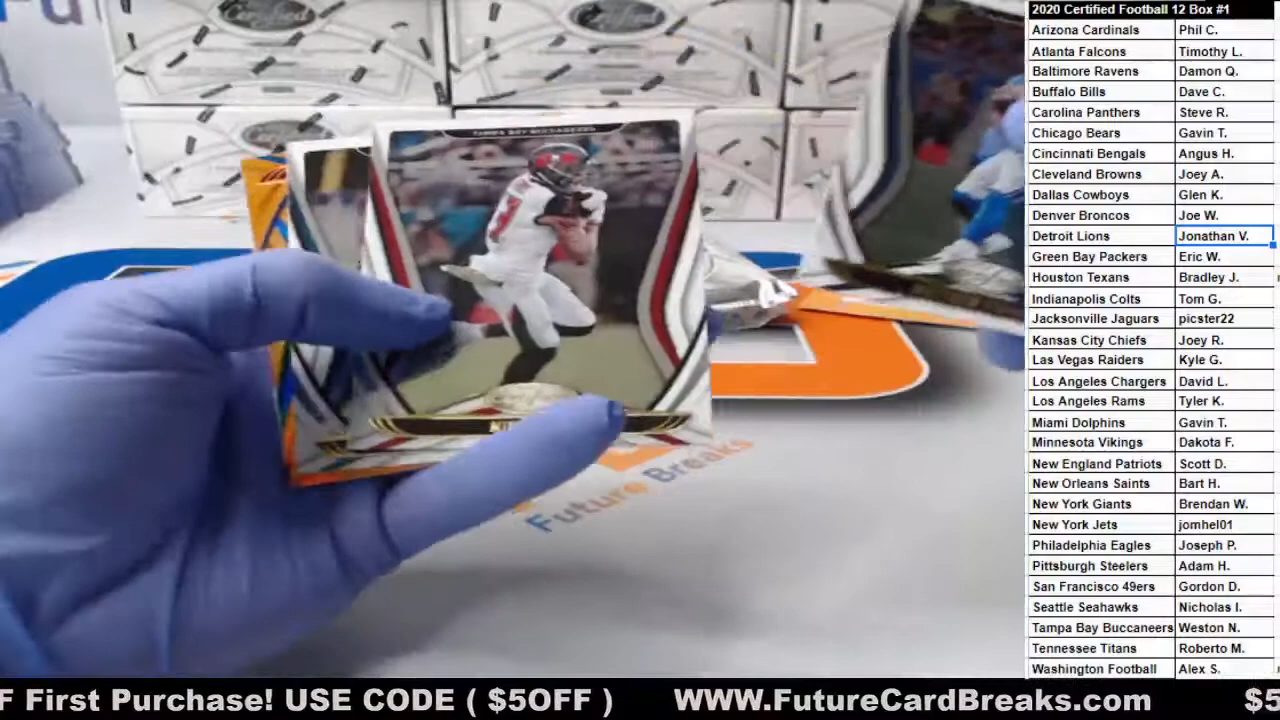 2020 Certified Football 12 Box #1
Arizona Cardinals Phil C.
Atlanta Falcons Timothy L.
Baltimore Ravens Damon Q.
Buffalo Bills Dave C.
Carolina Panthers Steve R.
Chicago Bears Gavin T.
Cincinnati Bengals Angus H.
Cleveland Browns Joey A.
Dallas Cowboys Glen K.
Denver Broncos Joe W.
Detroit Lions Jonathan V.
Green Bay Packers Eric W.
Houston Texans Bradley J.
Indianapolis Colts Tom G.
Jacksonville Jaguars picster22
Kansas City Chiefs Joey R.
Las Vegas Raiders Kyle G.
Los Angeles Chargers David L.
Los Angeles Rams Tyler K.
Miami Dolphins Gavin T.
Minnesota Vikings Dakota F.
New England Patriots Scott D.
New Orleans Saints Bart H.
New York Giants Brendan W.
New York Jets jomhel01
Philadelphia Eagles Joseph P.
Pittsburgh Steelers Adam H.
San Francisco 49ers Gordon D.
Seattle Seahawks Nicholas I.
Tampa Bay Buccaneers Weston N.
Tennessee Titans Roberto M.
Washington Football Alex S.
Certified
Certified
TAMPA BAY BUCCANEERS
Future Breaks
F First Purchase! USE CODE ( $5OFF ) WWW.FutureCardBreaks.com $5